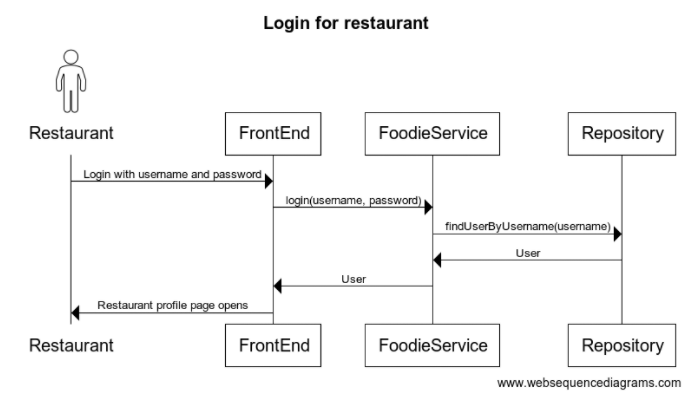 Login for restaurant
Restaurant
FrontEnd
FoodieService
Repository
Login with username and password
login(username, password)
findUserByUsername(username)
User
User
Restaurant profile page opens
Restaurant
FrontEnd
FoodieService
Repository
www.websequencediagrams.com